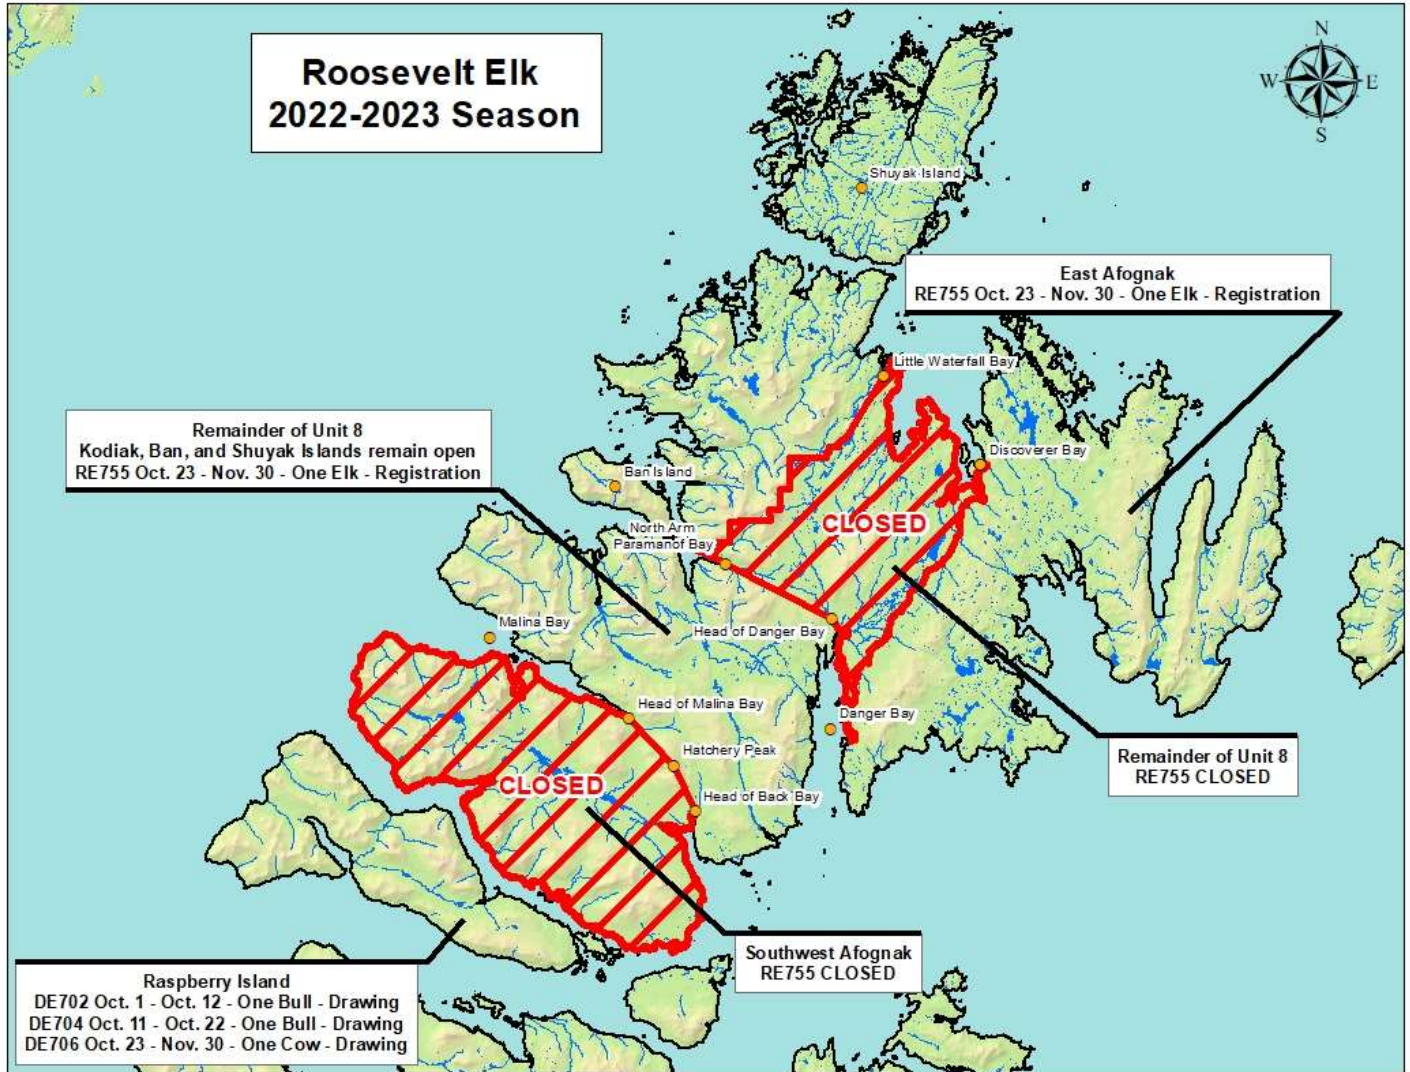 Roosevelt Elk
2022-2023 Season
N
W
E
S
Shuyak Island
East Afognak
RE755 Oct. 23 - Nov. 30 - One Elk - Registration
Little Waterfall Bay
Remainder of Unit 8
Kodiak, Ban, and Shuyak Islands remain open
RE755 Oct. 23 - Nov. 30 - One Elk - Registration
Discoverer Bay
Ban Island
CLOSED
North Arm
Paramanof Bay
Malina Bay
Head of Danger Bay
Head of Malina Bay
Danger Bay
Hatchery Peak
Remainder of Unit 8
RE755 CLOSED
CLOSED
Head of Back Bay
Southwest Afognak
RE755 CLOSED
Raspberry Island
DE702 Oct. 1 - Oct. 12 - One Bull - Drawing
DE704 Oct. 11 - Oct. 22 - One Bull - Drawing
DE706 Oct. 23 - Nov. 30 - One Cow - Drawing